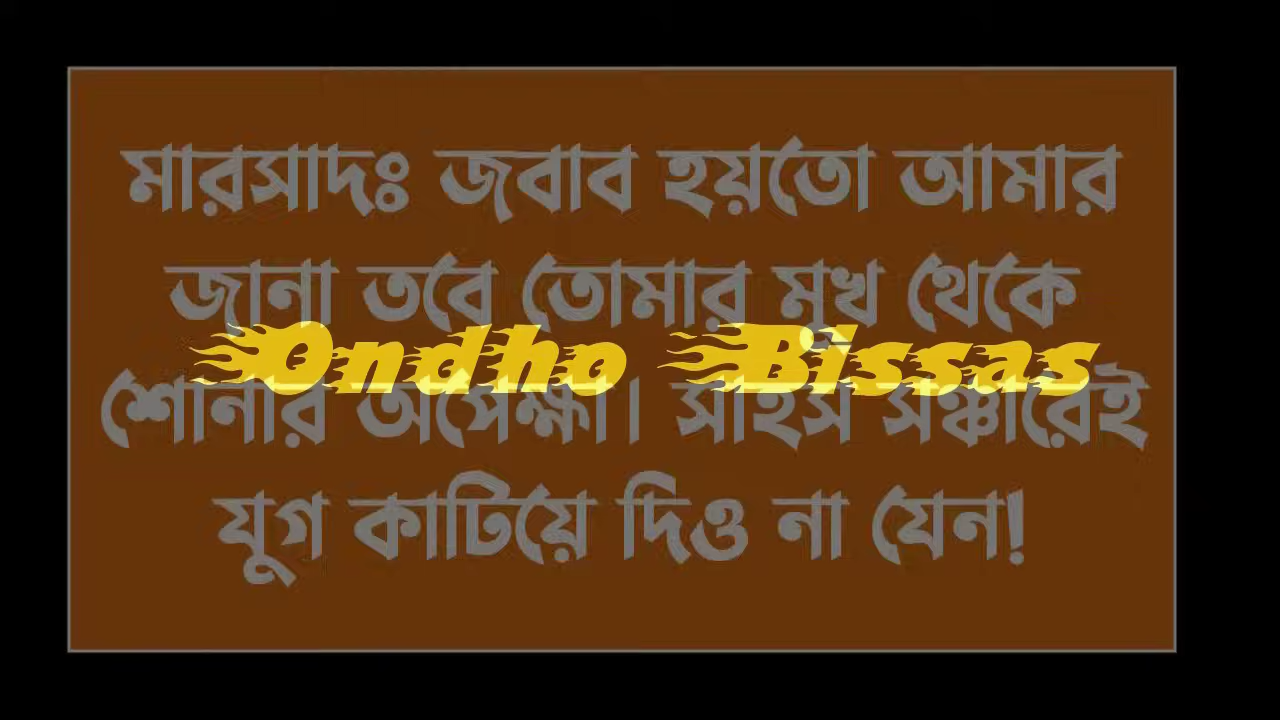 মারসাদঃ জবাব হয়তো আমার
জানা তবে তোমার মুখ থেকে
Ondho Bissas
শোনার অপেক্ষা। সাহস সঞ্চারেই
যুগ কাটিয়ে দিও না যেন!